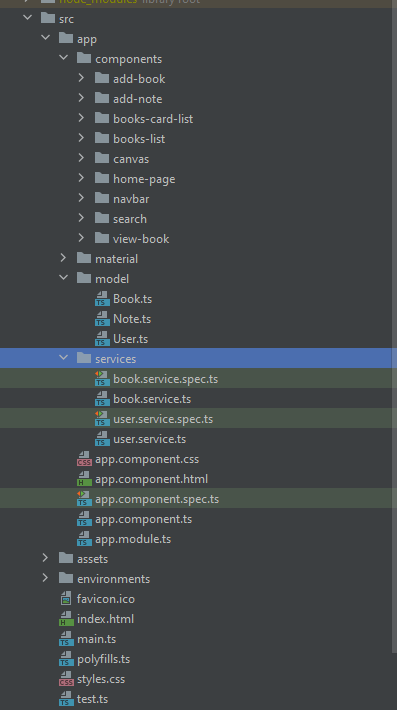 node_modules library root
src
app
components
add-book
add-note
books-card-list
books-list
canvas
home-page
navbar
search
view-book
material
model
Book.ts
Note.ts
User.ts
services
book.service.spec.ts
book.service.ts
user.service.spec.ts
user.service.ts
app.component.css
app.component.html
app.component.spec.ts
app.component.ts
app.module.ts
assets
environments
favicon.ico
index.html
main.ts
polyfills.ts
styles.css
test.ts